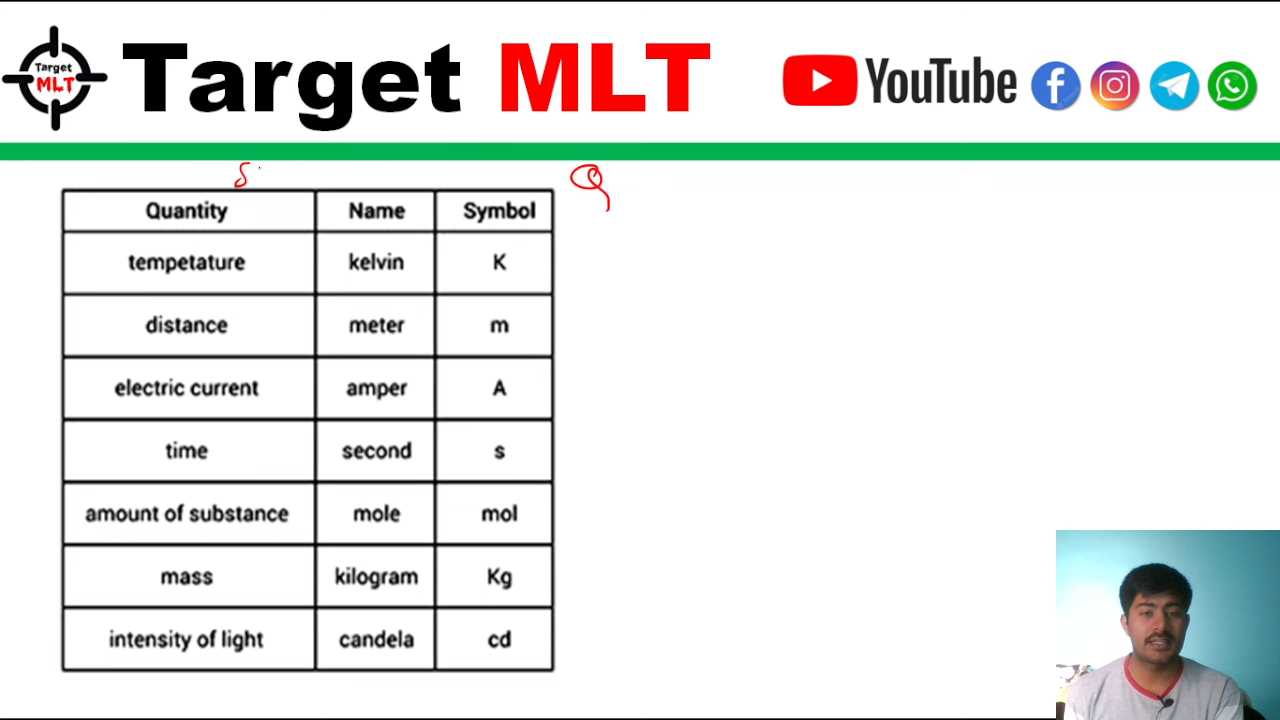 Target MLT
Target MLT YouTube
Quantity Name Symbol
tempetature kelvin K
distance meter m
electric current amper A
time second s
amount of substance mole mol
mass kilogram Kg
intensity of light candela cd